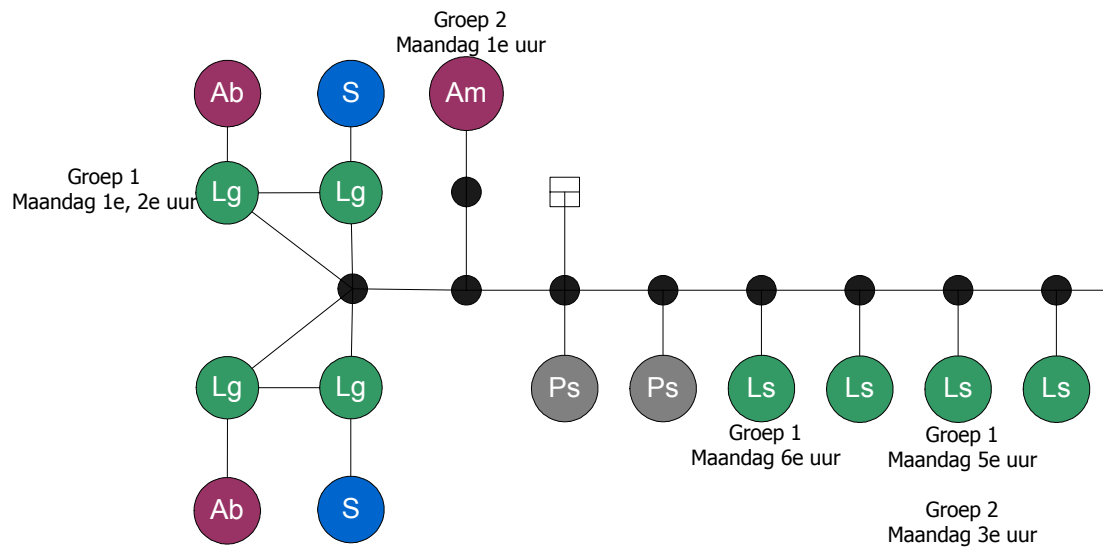 Groep 2
Maandag 1e uur
Ab
S
Am
Groep 1
Maandag 1e, 2e uur
Lg
Lg
Lg
Lg
Ps
Ps
Ls
Ls
Ls
Ls
Groep 1
Maandag 6e uur
Groep 1
Maandag 5e uur
Ab
S
Groep 2
Maandag 3e uur